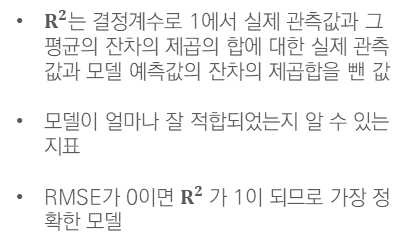 • R²는 결정계수로 1에서 실제 관측값과 그
평균의 잔차의 제곱의 합에 대한 실제 관측
값과 모델 예측값의 잔차의 제곱합을 뺀 값
• 모델이 얼마나 잘 적합되었는지 알 수 있는
지표
• RMSE가 0이면 R² 가 1이 되므로 가장 정
확한 모델